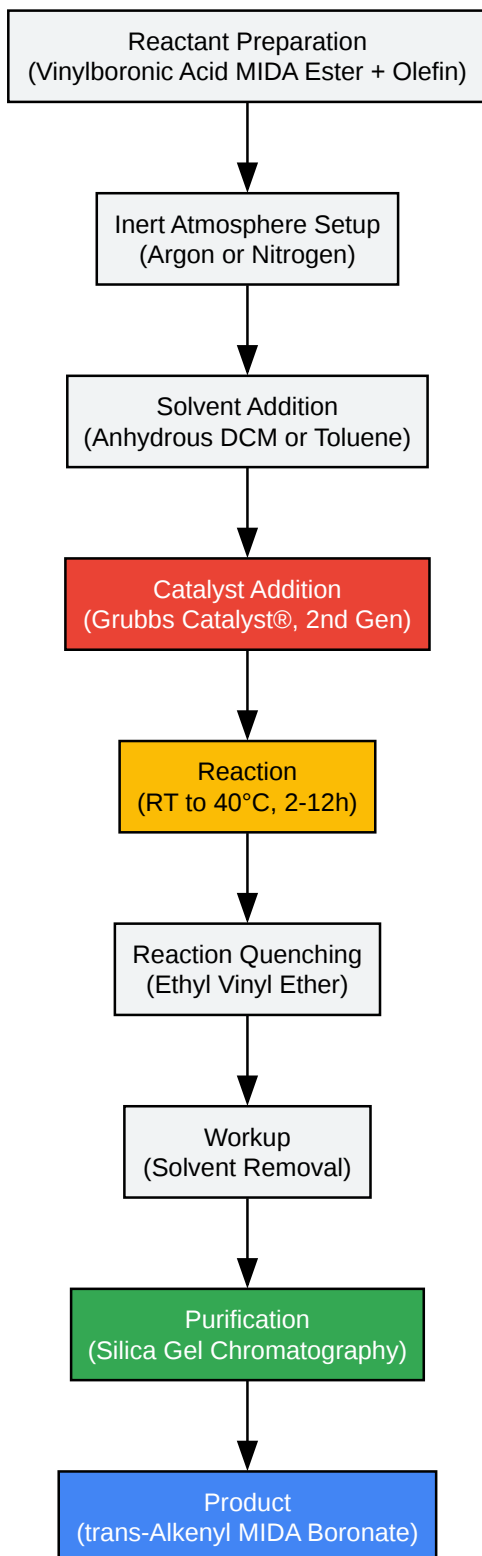 Reactant Preparation
(Vinylboronic Acid MIDA Ester + Olefin)
Inert Atmosphere Setup
(Argon or Nitrogen)
Solvent Addition
(Anhydrous DCM or Toluene)
Catalyst Addition
(Grubbs Catalyst®, 2nd Gen)
Reaction
(RT to 40°C, 2-12h)
Reaction Quenching
(Ethyl Vinyl Ether)
Workup
(Solvent Removal)
Purification
(Silica Gel Chromatography)
Product
(trans-Alkenyl MIDA Boronate)